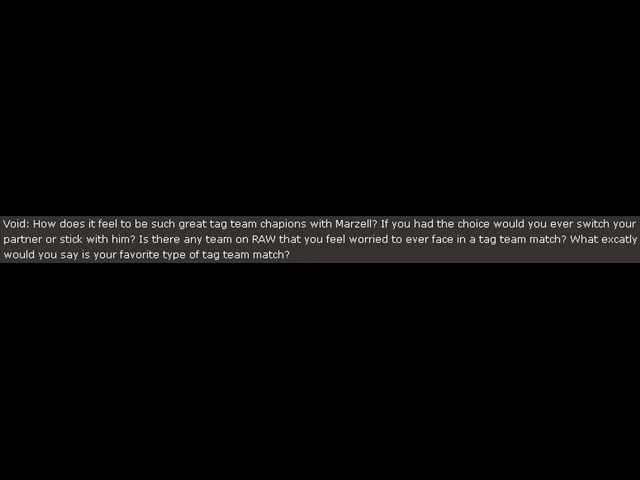 Void: How does it feel to be such great tag team chapions with Marzell? If you had the choice would you ever switch your
partner or stick with him? Is there any team on RAW that you feel worried to ever face in a tag team match? What excatly
would you say is your favorite type of tag team match?